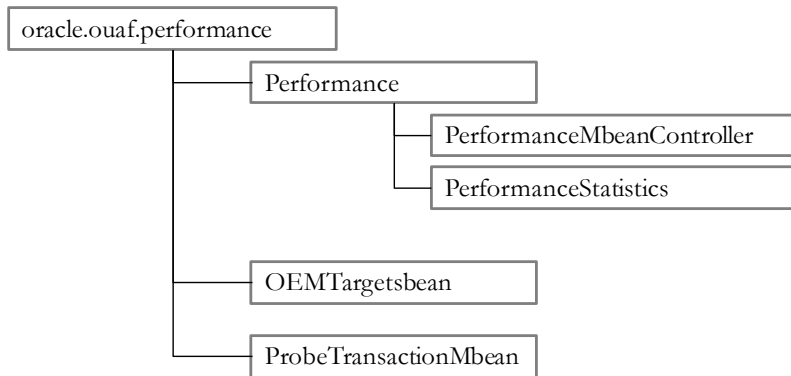 oracle.ouaf.performance
Performance
PerformanceMbeanController
PerformanceStatistics
OEMTargetsbean
ProbeTransactionMbean